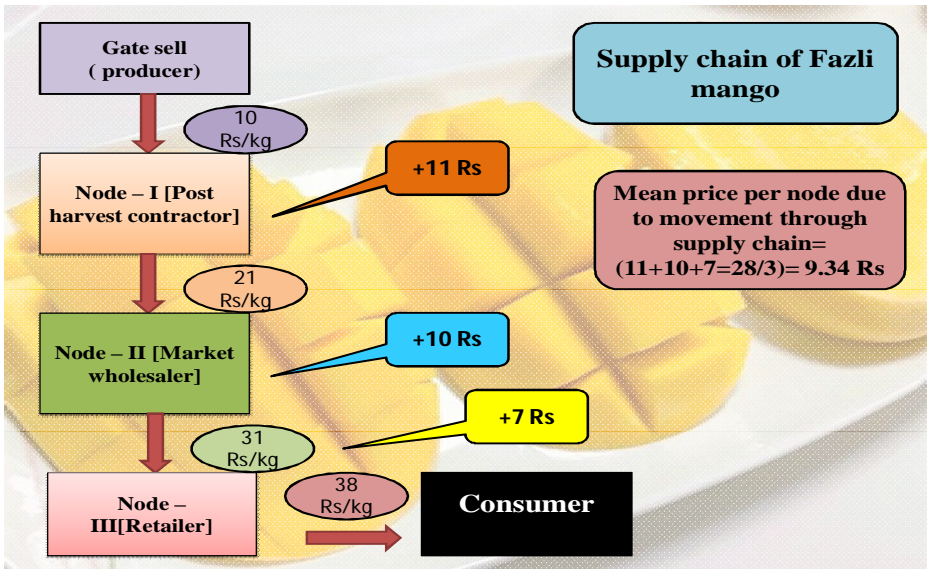 Gate sell
( producer)
Supply chain of Fazli
mango
10
Rs/kg
Node – I [Post
harvest contractor]
+11 Rs
Mean price per node due
to movement through
supply chain=
(11+10+7=28/3)= 9.34 Rs
21
Rs/kg
Node – II [Market
wholesaler]
+10 Rs
+7 Rs
31
Rs/kg
Node –
III[Retailer]
38
Rs/kg
Consumer